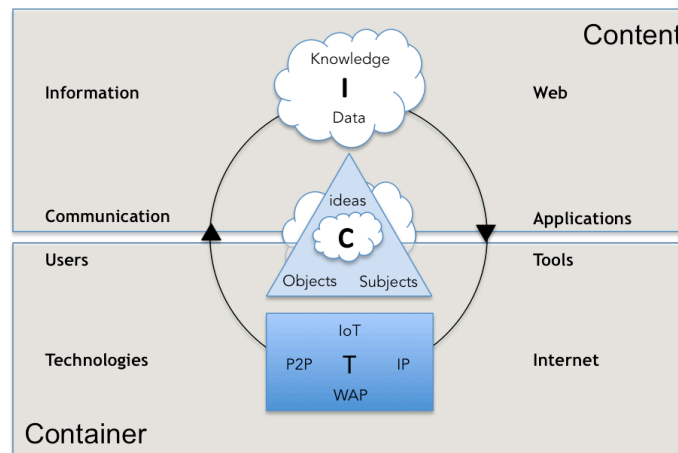 Content
Knowledge
Information
I
Web
Data
ideas
Communication
C
Applications
Users
Tools
Objects Subjects
IoT
Technologies
P2P T IP
Internet
WAP
Container